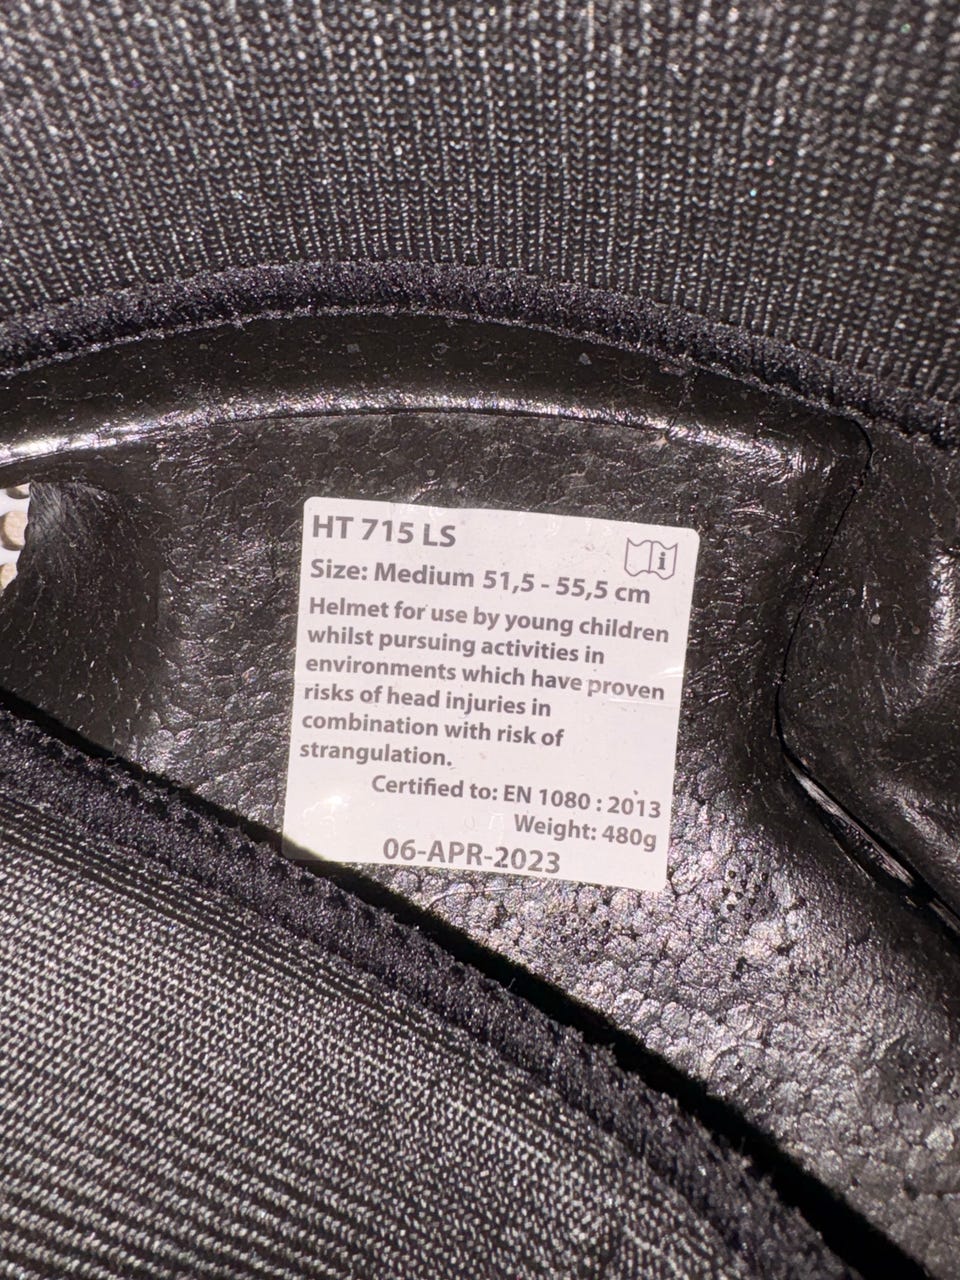 HT 715 LS
i
Size: Medium 51,5 - 55,5 cm
Helmet for use by young children
whilst pursuing activities in
environments which have proven
risks of head injuries in
combination with risk of
strangulation.
Certified to: EN 1080 : 2013
Weight: 480g
06-APR-2023